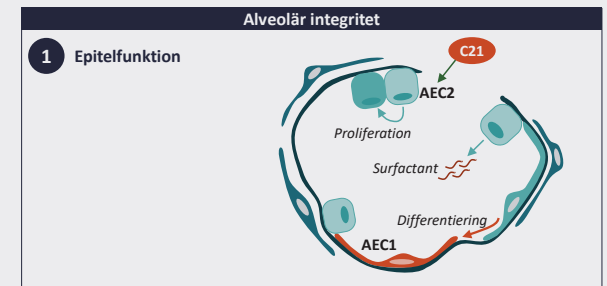 Alveolär integritet
1 Epitelfunktion
C21
AEC2
Proliferation
Surfactant
Differentiering
AEC1